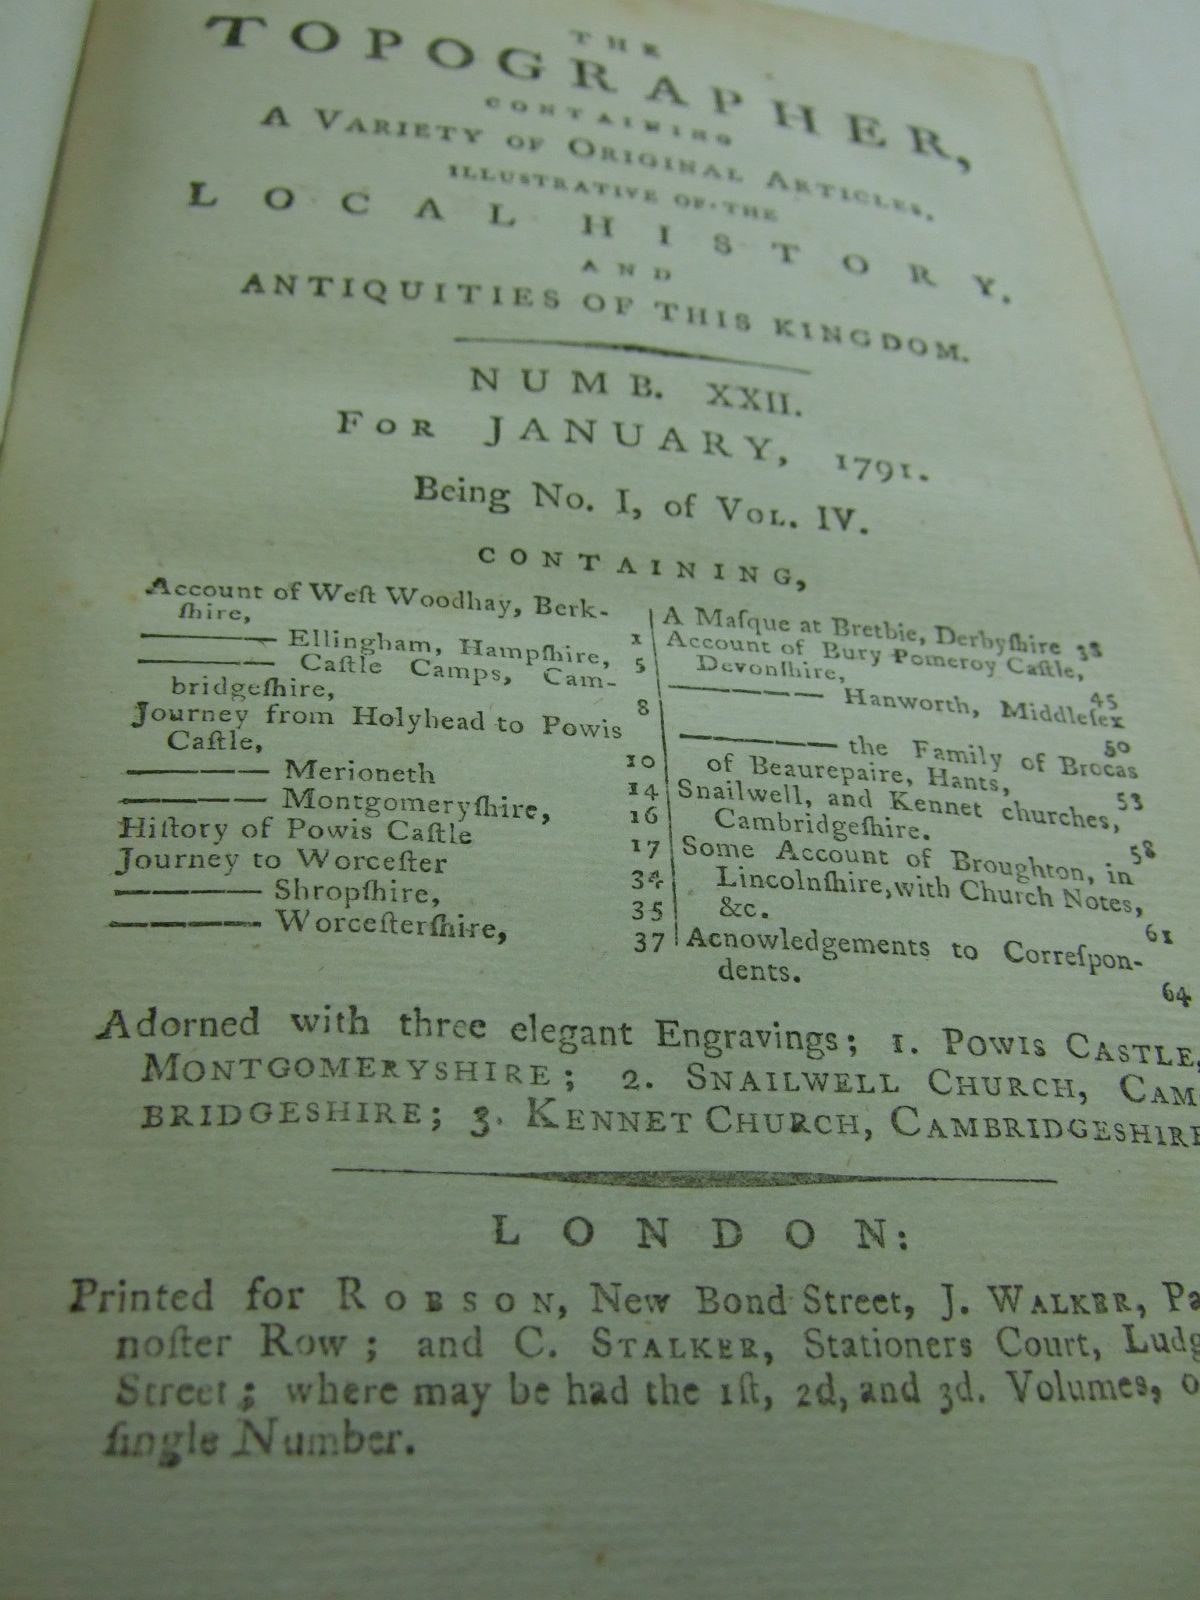 THE
TOPOGRAPHER,
CONTAINING
A VARIETY OF ORIGINAL ARTICLES,
ILLUSTRATIVE OF THE
LOCAL HISTORY,
AND
ANTIQUITIES OF THIS KINGDOM.
NUMB. XXII.
FOR JANUARY, 1791.
Being No. I, of VOL. IV.
CONTAINING,
Account of Weſt Woodhay, Berk-
ſhire, 1
——— Ellingham, Hampſhire, 5
——— Caſtle Camps, Cam-
bridgeſhire, 8
Journey from Holyhead to Powis
Caſtle, 10
——— Merioneth 14
——— Montgomeryſhire, 16
Hiſtory of Powis Caſtle 17
Journey to Worceſter 34
——— Shropſhire, 35
——— Worceſterſhire, 37
A Maſque at Bretbie, Derbyſhire 38
Account of Bury Pomeroy Caſtle,
Devonſhire, 45
——— Hanworth, Middleſex 50
——— the Family of Brocas
of Beaurepaire, Hants, 53
Snailwell, and Kennet churches,
Cambridgeſhire. 58
Some Account of Broughton, in
Lincolnſhire, with Church Notes,
&c. 61
Acnowledgements to Correſpon-
dents. 64
Adorned with three elegant Engravings; 1. POWIS CASTLE,
MONTGOMERYSHIRE; 2. SNAILWELL CHURCH, CAM
BRIDGESHIRE; 3. KENNET CHURCH, CAMBRIDGESHIRE
LONDON:
Printed for ROBSON, New Bond Street, J. WALKER, Pa
noſter Row; and C. STALKER, Stationers Court, Ludg
Street; where may be had the 1ſt, 2d, and 3d. Volumes, o
ſingle Number.